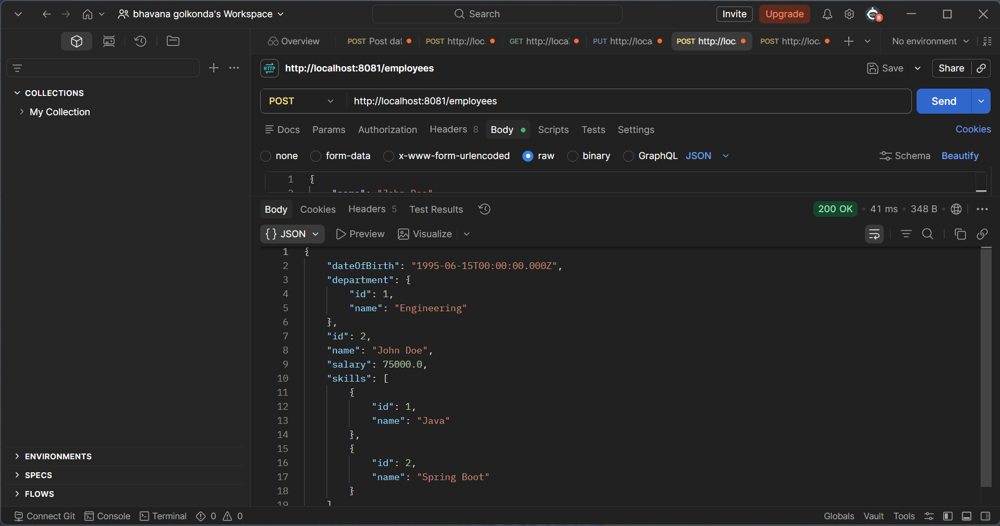 bhavana golkonda's Workspace
Search
Invite
Upgrade
B
Overview
POST Post dat
POST http://loc
GET http://local
PUT http://local
POST http://loc
POST http://loc
No environment
HTTP http://localhost:8081/employees
Save
Share
COLLECTIONS
My Collection
POST
http://localhost:8081/employees
Send
Docs
Params
Authorization
Headers 8
Body
Scripts
Tests
Settings
Cookies
none
form-data
x-www-form-urlencoded
raw
binary
GraphQL
JSON
Schema
Beautify
1 {
2 "name": "John Doe"
Body
Cookies
Headers 5
Test Results
200 OK
41 ms
348 B
{} JSON
Preview
Visualize
1 {
2 "dateOfBirth": "1995-06-15T00:00:00.000Z",
3 "department": {
4 "id": 1,
5 "name": "Engineering"
6 },
7 "id": 2,
8 "name": "John Doe",
9 "salary": 75000.0,
10 "skills": [
11 {
12 "id": 1,
13 "name": "Java"
14 },
15 {
16 "id": 2,
17 "name": "Spring Boot"
18 }
19 ]
ENVIRONMENTS
SPECS
FLOWS
Connect Git
Console
Terminal
0
0
Globals
Vault
Tools